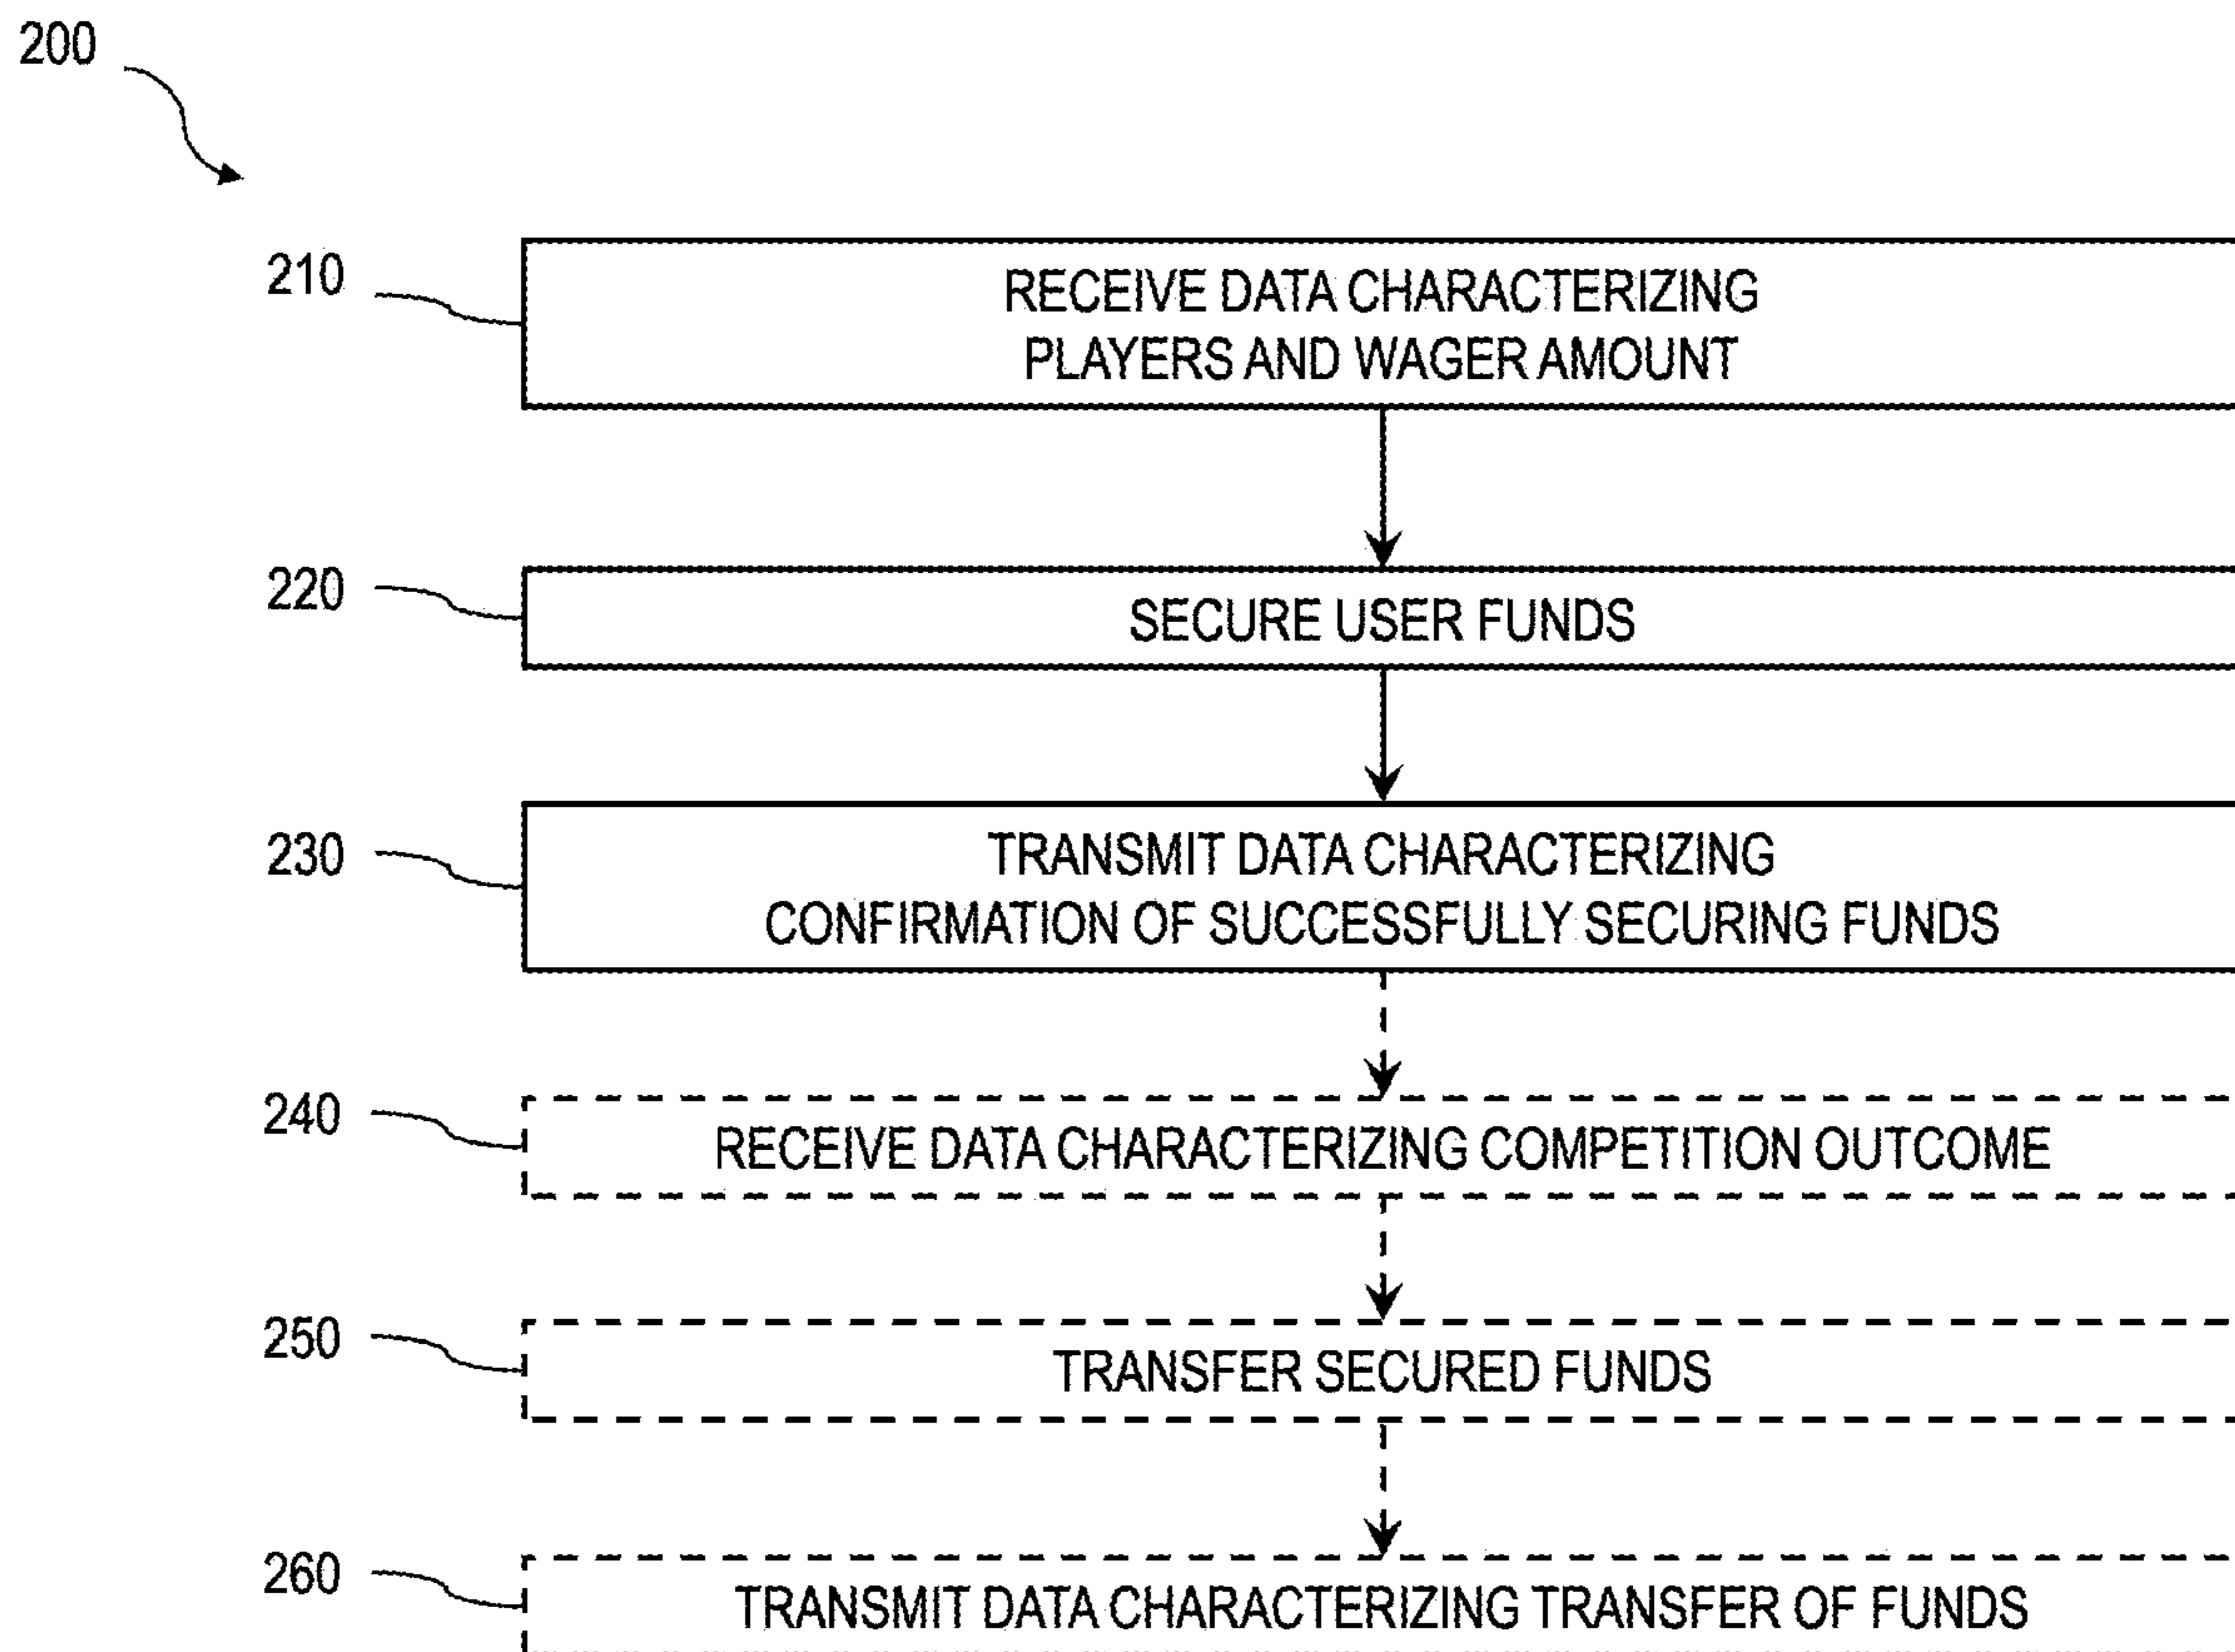 200
210
RECEIVE DATA CHARACTERIZING
PLAYERS AND WAGER AMOUNT
220
SECURE USER FUNDS
230
TRANSMIT DATA CHARACTERIZING
CONFIRMATION OF SUCCESSFULLY SECURING FUNDS
240
RECEIVE DATA CHARACTERIZING COMPETITION OUTCOME
250
TRANSFER SECURED FUNDS
260
TRANSMIT DATA CHARACTERIZING TRANSFER OF FUNDS